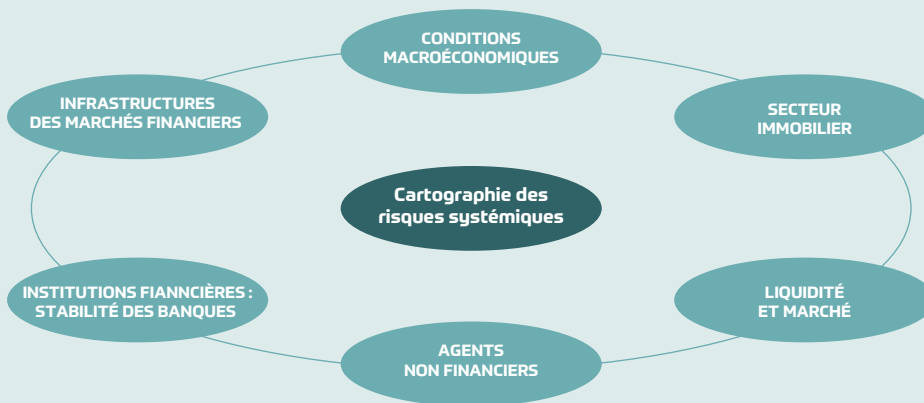 CONDITIONS
MACROÉCONOMIQUES
INFRASTRUCTURES
DES MARCHÉS FINANCIERS
SECTEUR
IMMOBILIER
Cartographie des
risques systémiques
INSTITUTIONS FIANNCIÈRES :
STABILITÉ DES BANQUES
LIQUIDITÉ
ET MARCHÉ
AGENTS
NON FINANCIERS